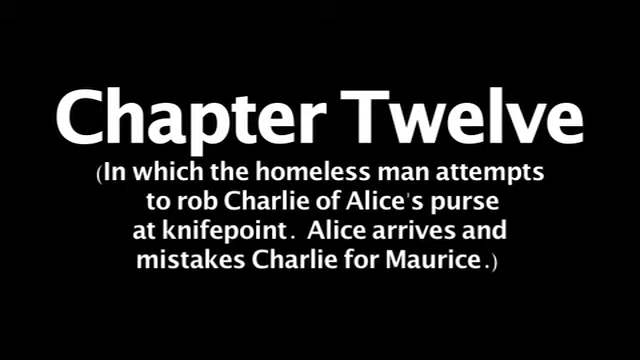 Chapter Twelve
(In which the homeless man attempts
to rob Charlie of Alice's purse
at knifepoint. Alice arrives and
mistakes Charlie for Maurice.)